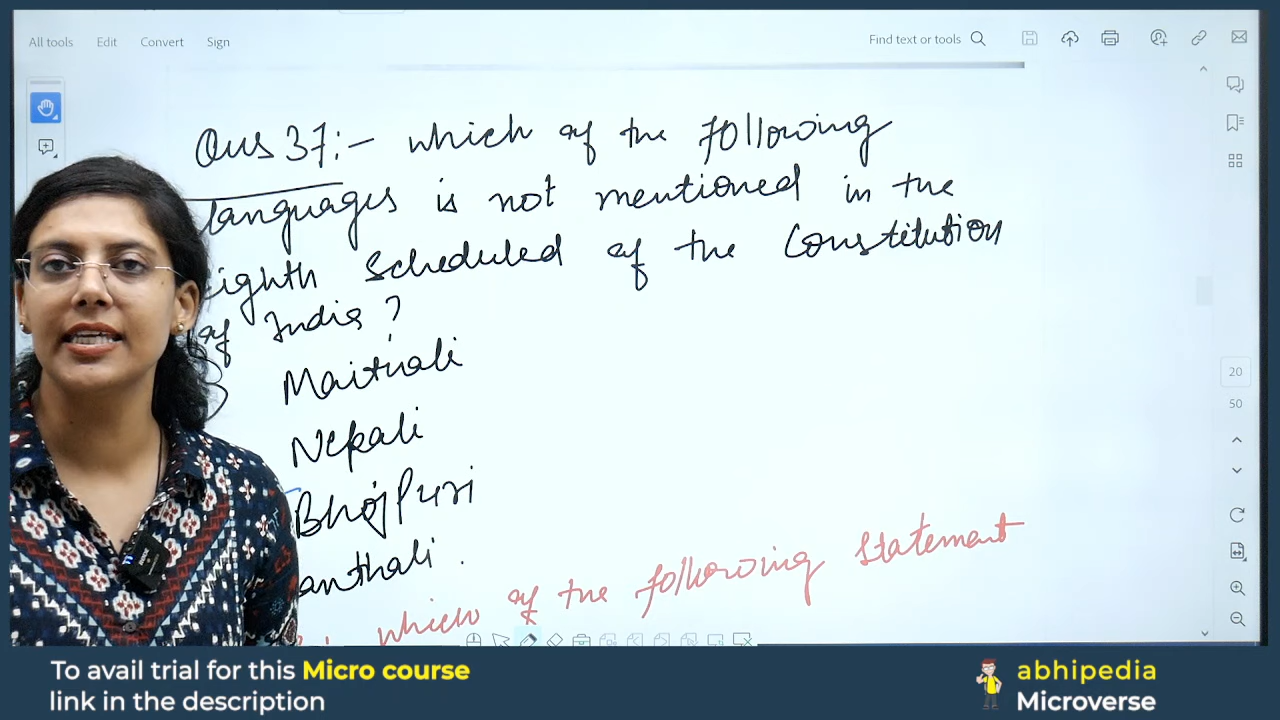 All tools Edit Convert Sign Find text or tools
Ques 37:- which of the following
languages is not mentioned in the
eighth scheduled of the Constitution
of India?
Maithali
Nepali
Bhojpuri
anthali.
which of the following statement
20
50
To avail trial for this Micro course
link in the description
abhipedia
Microverse